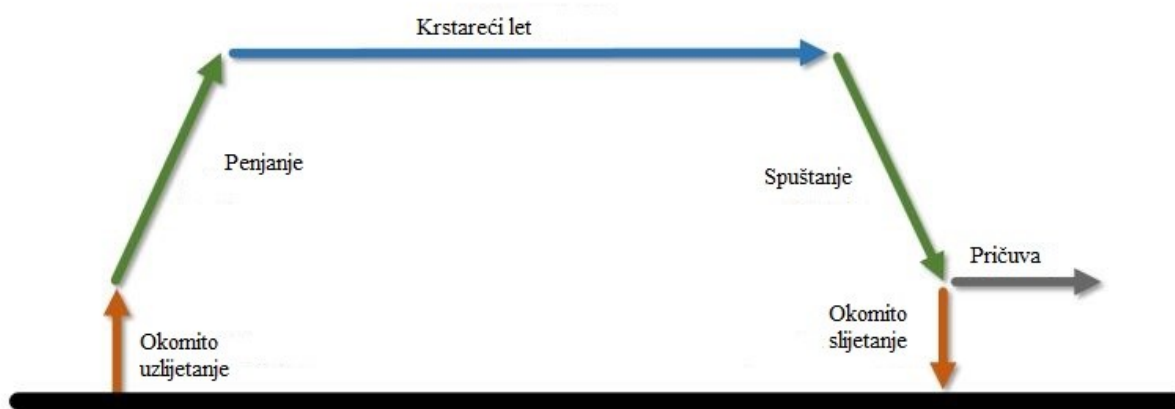 Krstareći let
Penjanje
Spuštanje
Pričuva
Okomito
uzlijetanje
Okomito
slijetanje